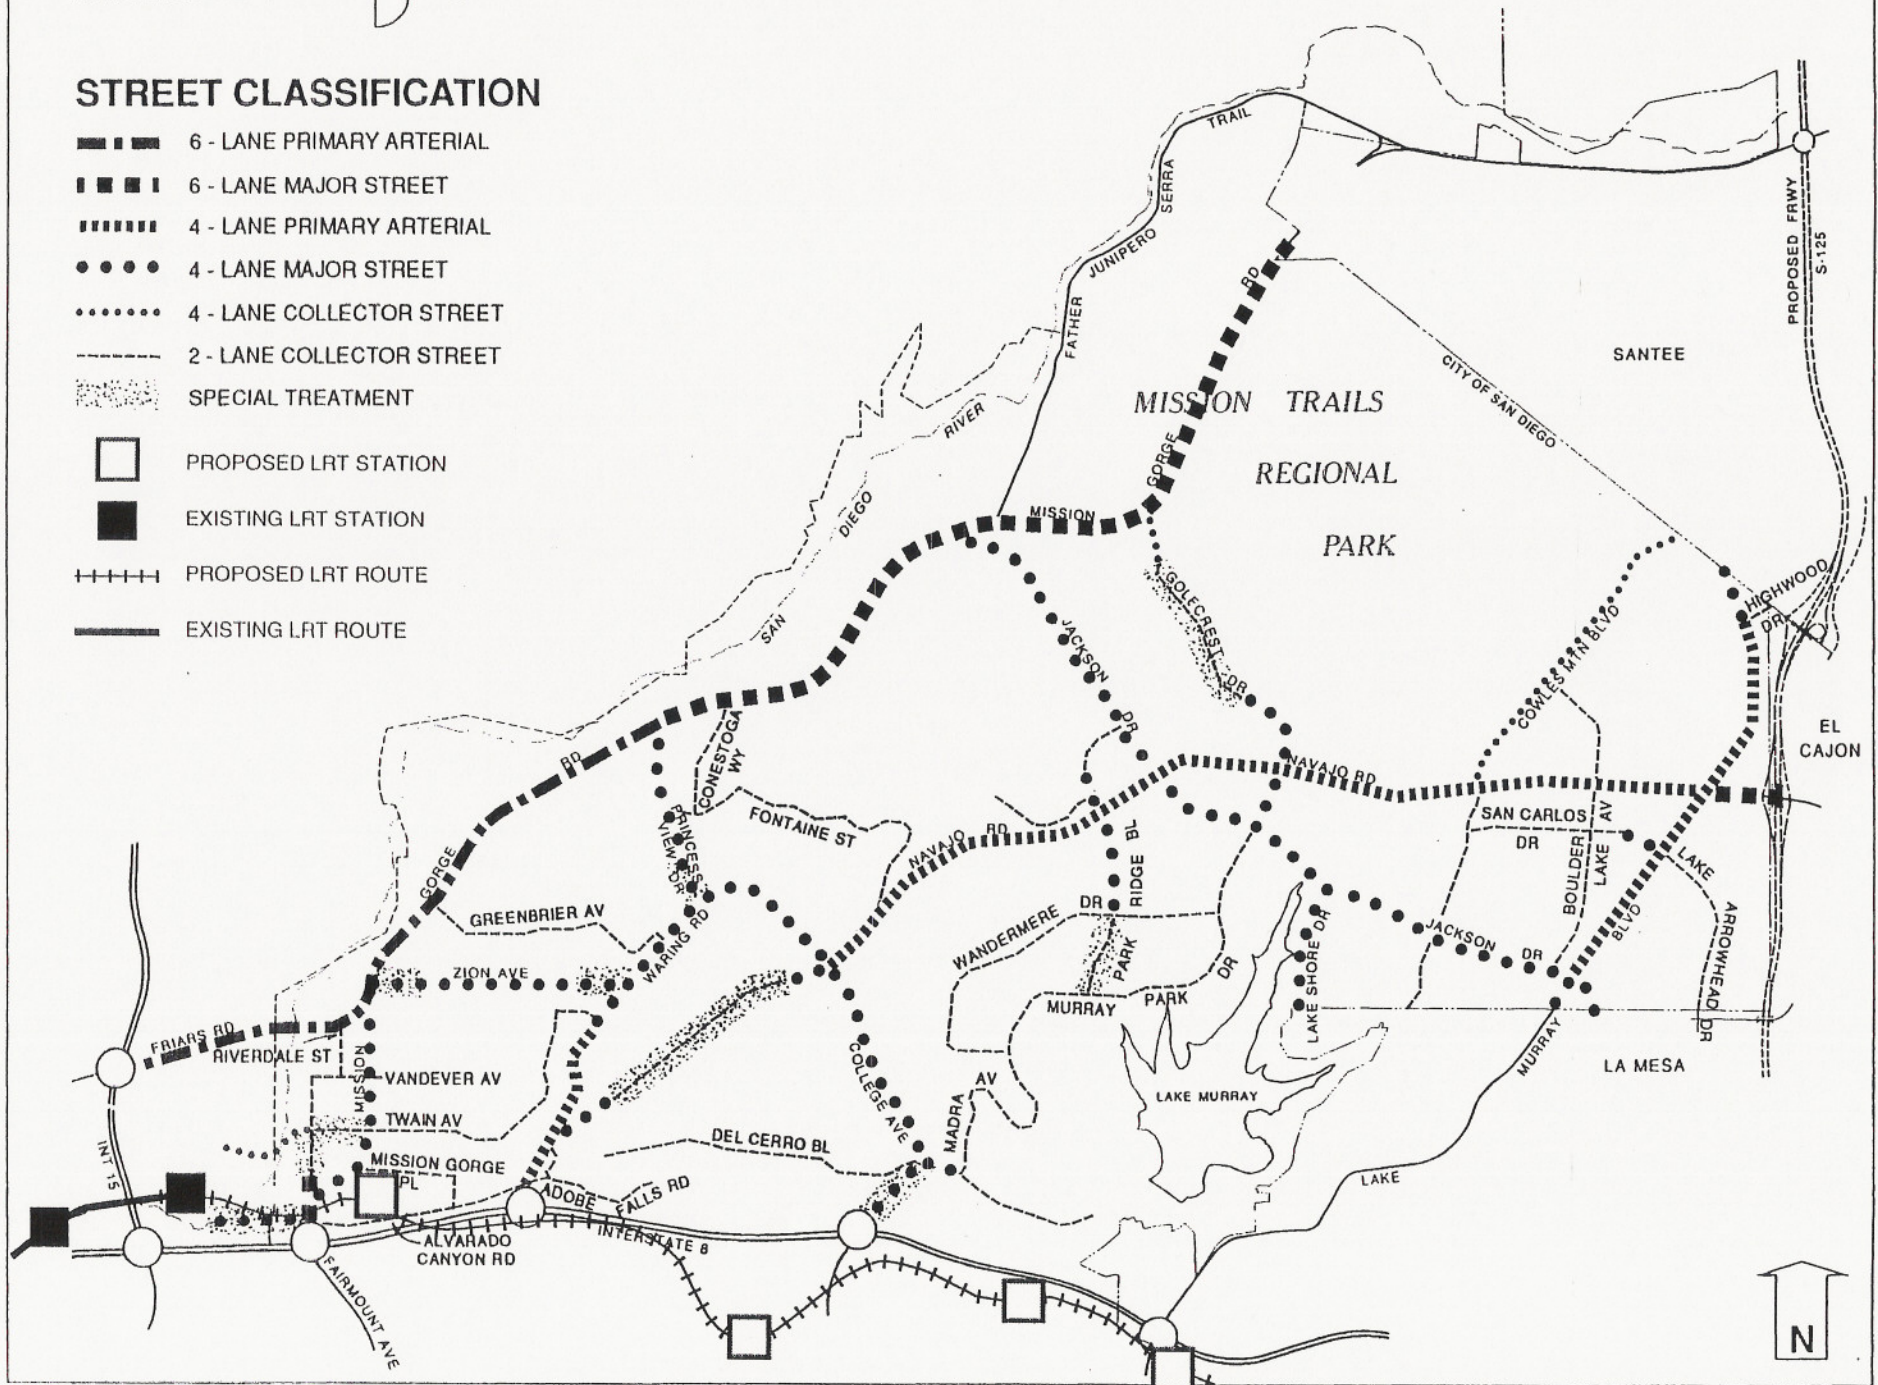 STREET CLASSIFICATION
6 - LANE PRIMARY ARTERIAL
6 - LANE MAJOR STREET
4 - LANE PRIMARY ARTERIAL
4 - LANE MAJOR STREET
4 - LANE COLLECTOR STREET
2 - LANE COLLECTOR STREET
SPECIAL TREATMENT
PROPOSED LRT STATION
EXISTING LRT STATION
PROPOSED LRT ROUTE
EXISTING LRT ROUTE
FATHER JUNIPERO SERRA TRAIL
PROPOSED FRWY
S-125
SANTEE
CITY OF SAN DIEGO
MISSION TRAILS
REGIONAL
PARK
MISSION GORGE RD
SAN DIEGO RIVER
GOLECREST DR
JACKSON DR
COWLES MTN BLVD
HIGHWOOD
DR
EL
CAJON
GORGE RD
CONESTOGA
WY
PRINCESS
VIEW DR
FONTAINE ST
NAVAJO RD
NAVAJO RD
SAN CARLOS
DR
BOULDER
LAKE AV
LAKE
ARROWHEAD DR
BLVD
GREENBRIER AV
ZION AVE
WARING RD
WANDERMERE DR
PARK RIDGE BL
MURRAY PARK DR
LAKE SHORE DR
JACKSON DR
FRIARS RD
RIVERDALE ST
MISSION
VANDEVER AV
TWAIN AV
MISSION GORGE
PL
COLLEGE AVE
DEL CERRO BL
MADRA
AV
LAKE MURRAY
LA MESA
MURRAY
LAKE
INT 15
ADOBE FALLS RD
INTERSTATE 8
ALVARADO
CANYON RD
FAIRMOUNT AVE
N